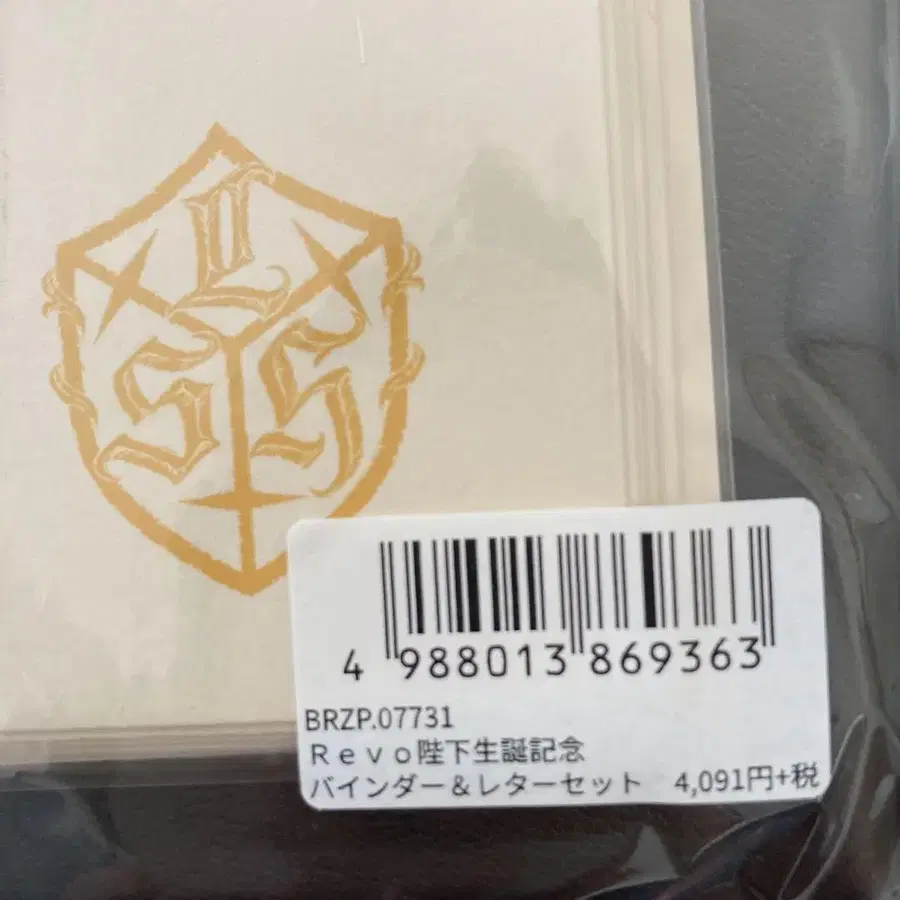 L
S S
4 988013 869363
BRZP.07731
Ｒｅｖｏ陛下生誕記念
バインダー＆レターセット　4,091円+税